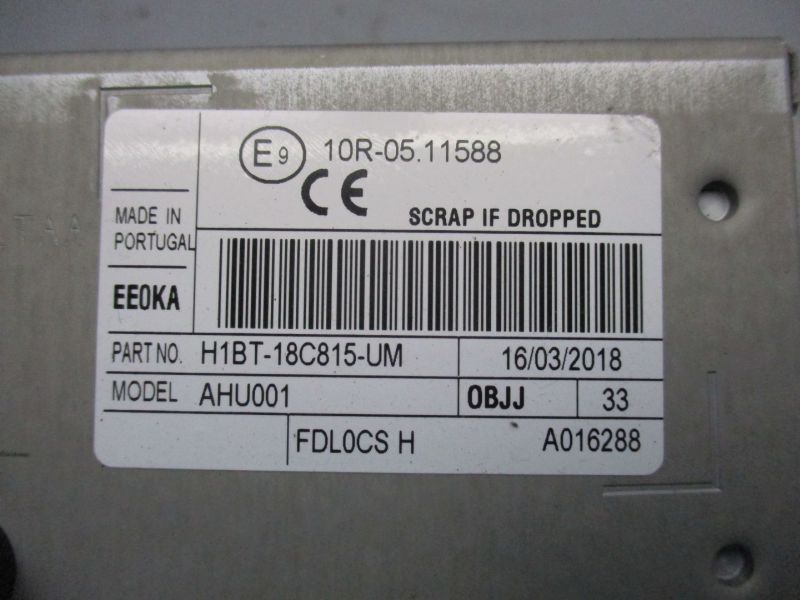 E9 10R-05.11588
CE SCRAP IF DROPPED
MADE IN
PORTUGAL
EE0KA
PART NO. H1BT-18C815-UM 16/03/2018
MODEL AHU001 0BJJ 33
FDL0CS H A016288